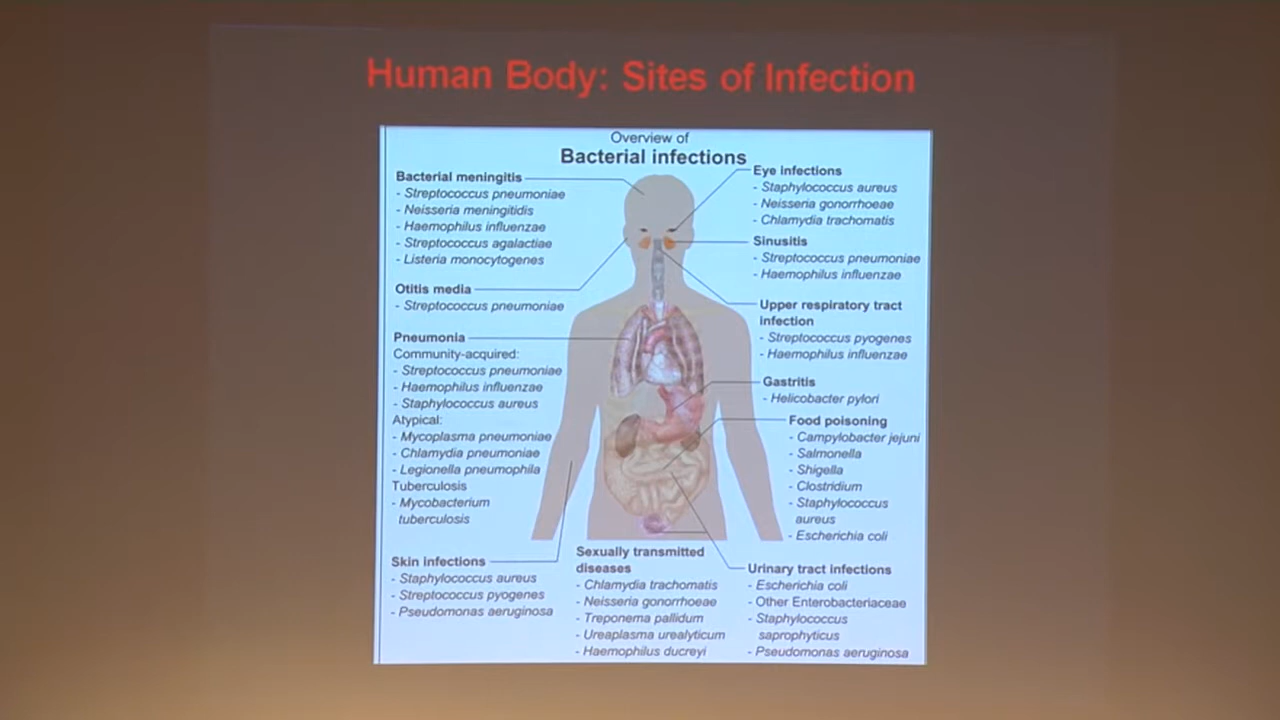 Human Body: Sites of Infection
Overview of
Bacterial infections
Bacterial meningitis
- Streptococcus pneumoniae
- Neisseria meningitidis
- Haemophilus influenzae
- Streptococcus agalactiae
- Listeria monocytogenes
Otitis media
- Streptococcus pneumoniae
Pneumonia
Community-acquired:
- Streptococcus pneumoniae
- Haemophilus influenzae
- Staphylococcus aureus
Atypical:
- Mycoplasma pneumoniae
- Chlamydia pneumoniae
- Legionella pneumophila
Tuberculosis
- Mycobacterium
tuberculosis
Skin infections
- Staphylococcus aureus
- Streptococcus pyogenes
- Pseudomonas aeruginosa
Eye infections
- Staphylococcus aureus
- Neisseria gonorrhoeae
- Chlamydia trachomatis
Sinusitis
- Streptococcus pneumoniae
- Haemophilus influenzae
Upper respiratory tract
infection
- Streptococcus pyogenes
- Haemophilus influenzae
Gastritis
- Helicobacter pylori
Food poisoning
- Campylobacter jejuni
- Salmonella
- Shigella
- Clostridium
- Staphylococcus
aureus
- Escherichia coli
Sexually transmitted
diseases
- Chlamydia trachomatis
- Neisseria gonorrhoeae
- Treponema pallidum
- Ureaplasma urealyticum
- Haemophilus ducreyi
Urinary tract infections
- Escherichia coli
- Other Enterobacteriaceae
- Staphylococcus
saprophyticus
- Pseudomonas aeruginosa